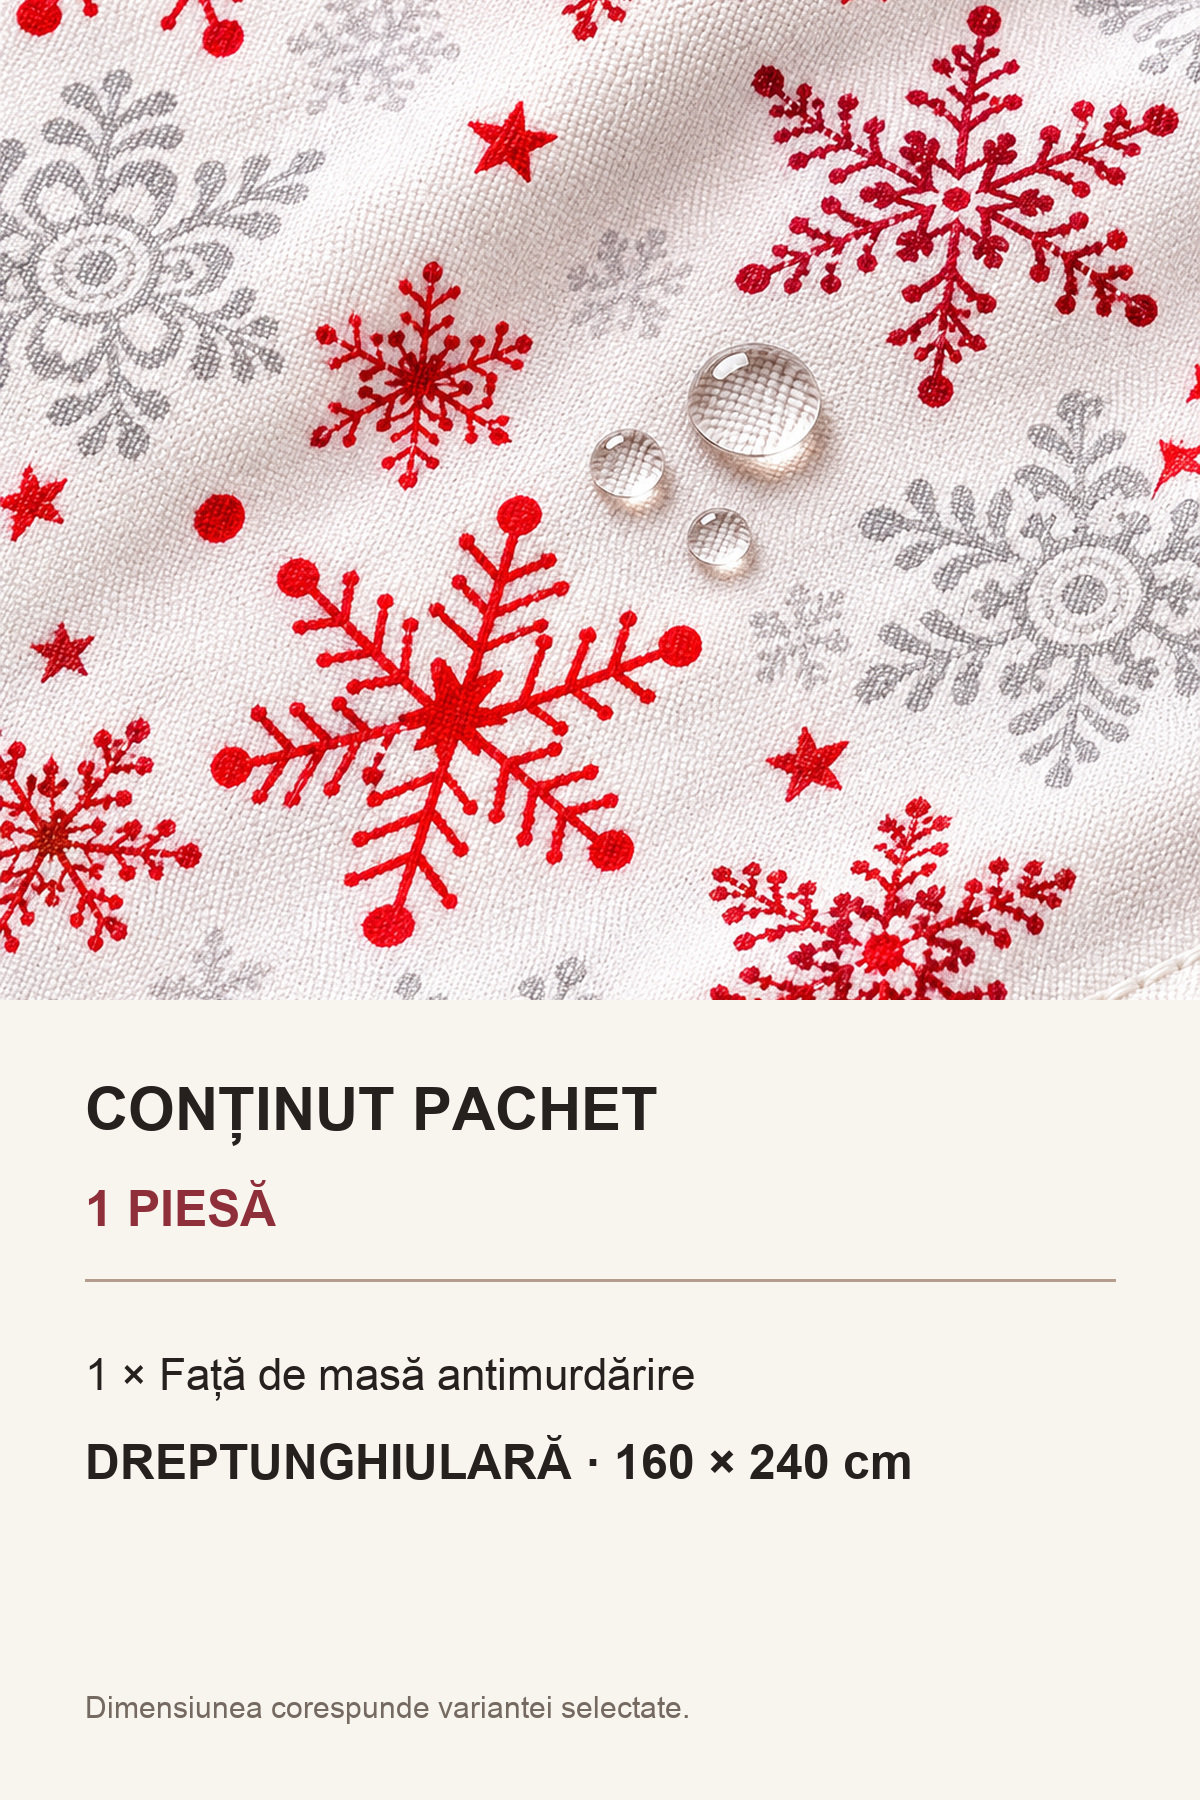 CONȚINUT PACHET
1 PIESĂ
1 × Față de masă antimurdărire
DREPTUNGHIULARĂ · 160 × 240 cm
Dimensiunea corespunde variantei selectate.